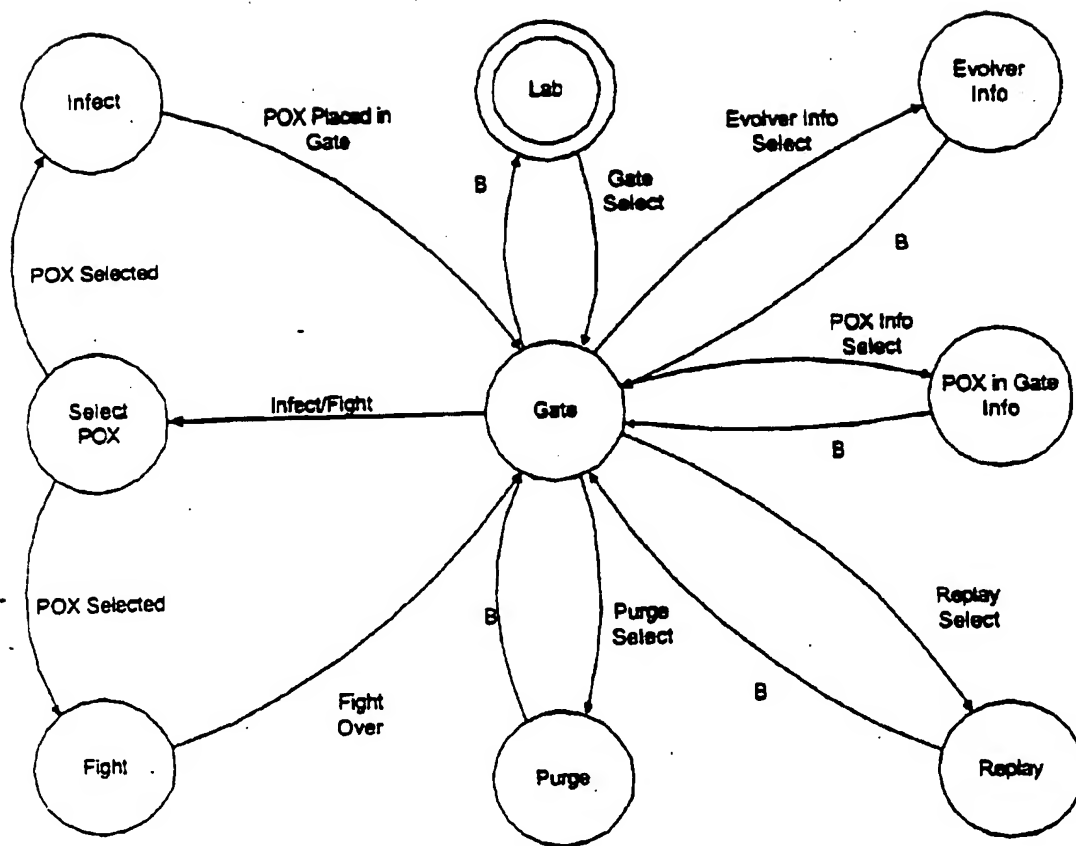 Infect
Lab
Evolver
Info
POX Placed in
Gate
Evolver Info
Select
B
Gate
Select
B
POX Selected
POX Info
Select
Select
POX
Infect/Fight
Gate
POX in Gate
Info
B
POX Selected
B
Purge
Select
Replay
Select
Fight
Over
B
Fight
Purge
Replay